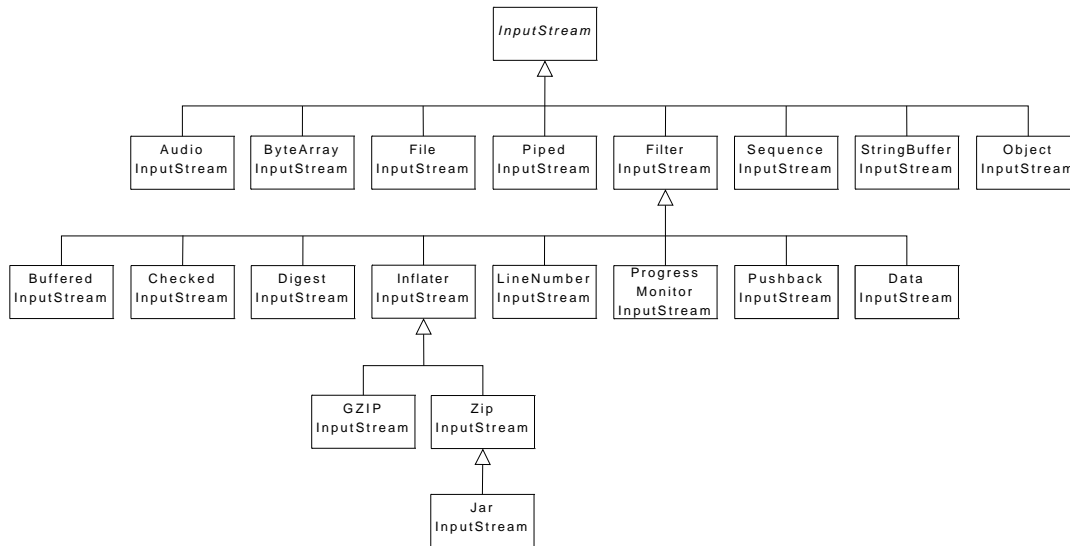 InputStream
Audio
InputStream
ByteArray
InputStream
File
InputStream
Piped
InputStream
Filter
InputStream
Sequence
InputStream
StringBuffer
InputStream
Object
InputStream
Buffered
InputStream
Checked
InputStream
Digest
InputStream
Inflater
InputStream
LineNumber
InputStream
Progress
Monitor
InputStream
Pushback
InputStream
Data
InputStream
GZIP
InputStream
Zip
InputStream
Jar
InputStream